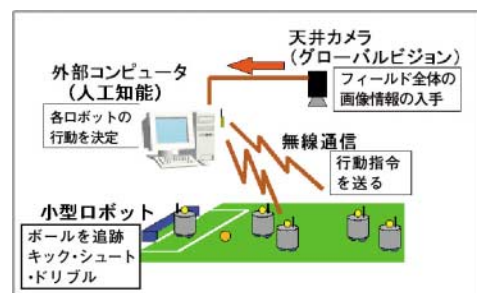 天井カメラ
(グローバルビジョン)
フィールド全体の
画像情報の入手
外部コンピュータ
(人工知能)
各ロボットの
行動を決定
無線通信
行動指令
を送る
小型ロボット
ボールを追跡
キック・シュート
・ドリブル